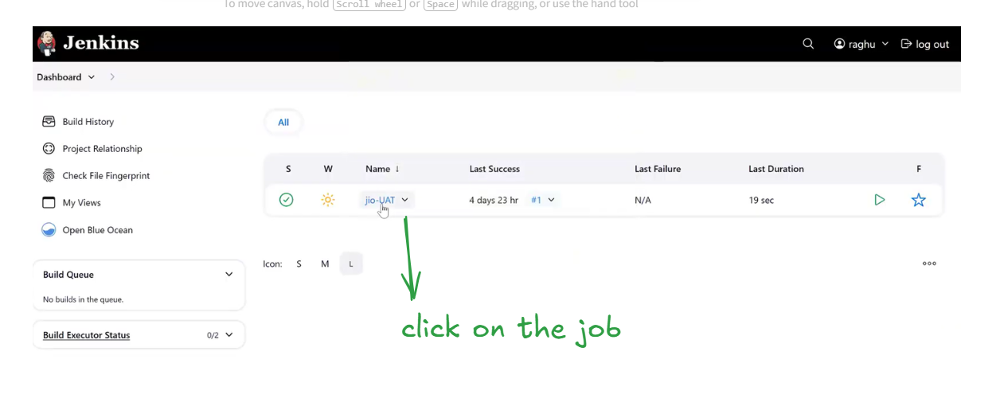 To move canvas, hold Scroll wheel or Space while dragging, or use the hand tool
Jenkins raghu log out
Dashboard
Build History
All
Project Relationship
Check File Fingerprint
My Views
Open Blue Ocean
S W Name ↓ Last Success Last Failure Last Duration F
jio-UAT 4 days 23 hr #1 N/A 19 sec
Icon: S M L
Build Queue
No builds in the queue.
Build Executor Status 0/2
click on the job